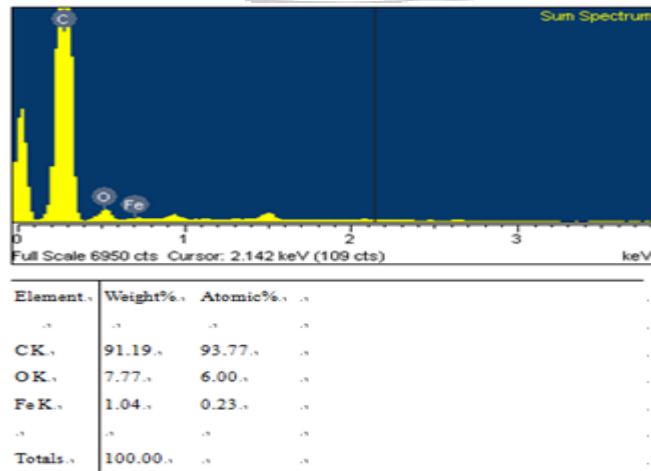 Sum Spectrum
C
O
Fe
0 1 2 3
Full Scale 6950 cts Cursor: 2.142 keV (109 cts) keV
Element Weight% Atomic%
C K 91.19 93.77
O K 7.77 6.00
Fe K 1.04 0.23
Totals 100.00